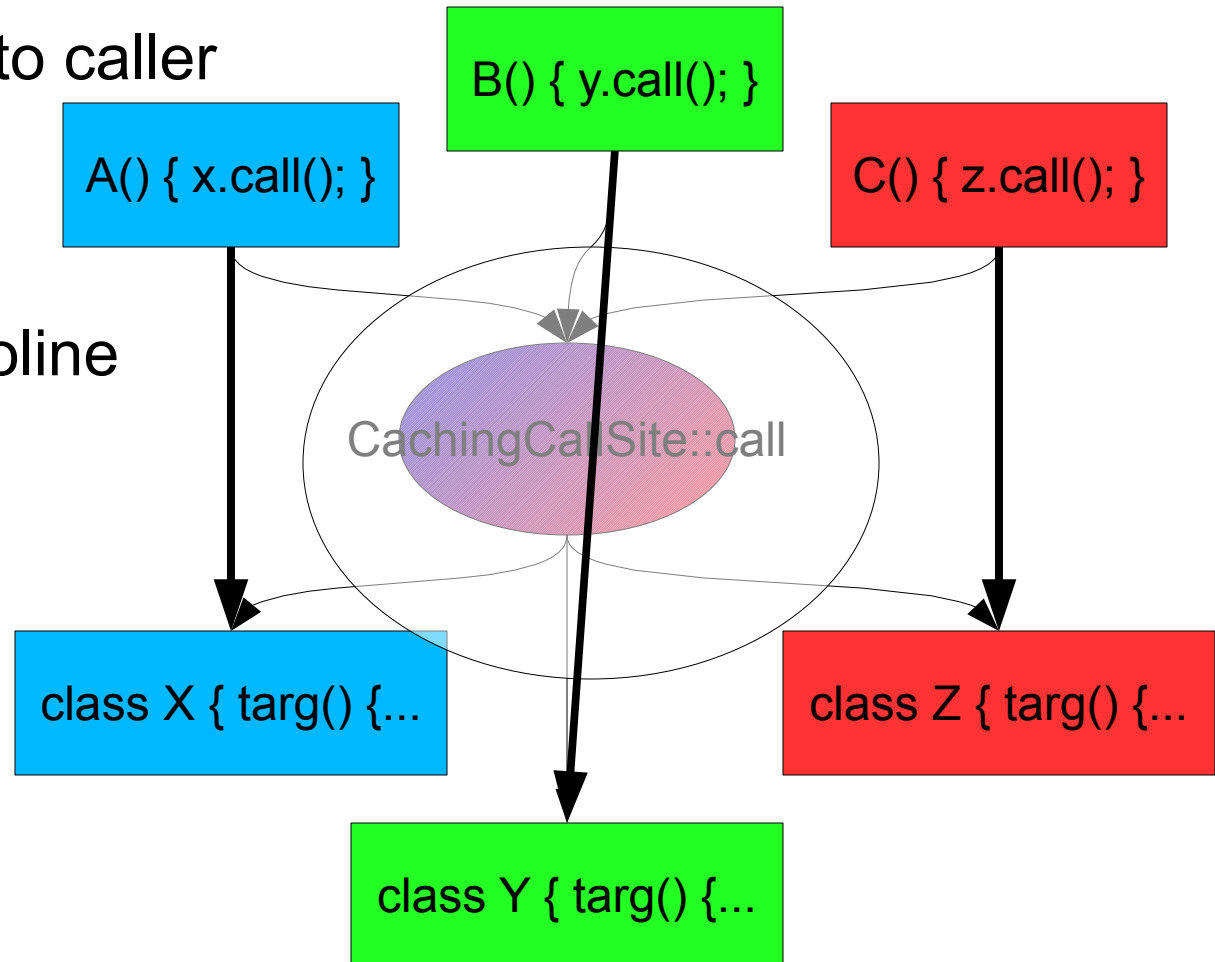 to caller
B() { y.call(); }
A() { x.call(); }
C() { z.call(); }
oline
CachingCallSite::call
class X { targ() {...
class Z { targ() {...
class Y { targ() {...